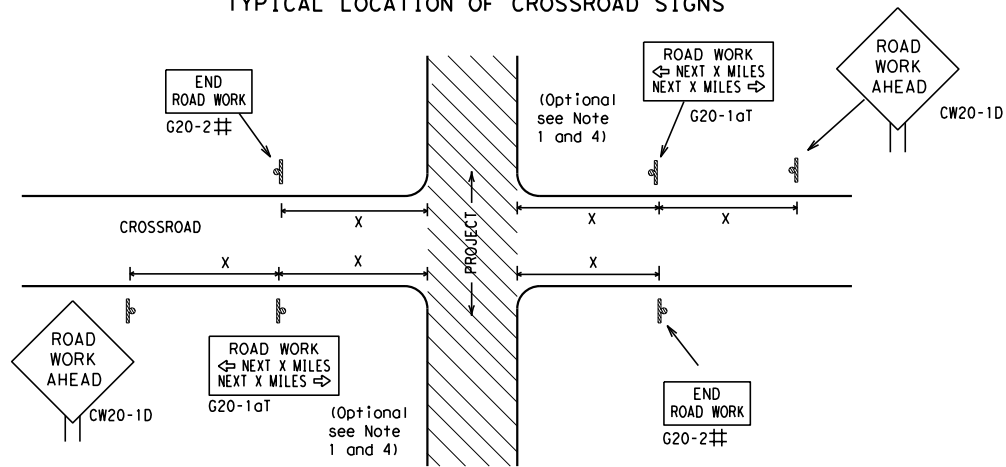 TYPICAL LOCATION OF CROSSROAD SIGNS
END
ROAD WORK
G20-2#
(Optional
see Note
1 and 4)
ROAD WORK
⇦ NEXT X MILES
NEXT X MILES ⇨
G20-1aT
ROAD
WORK
AHEAD
CW20-1D
X
X
X
CROSSROAD
PROJECT
X
X
X
ROAD
WORK
AHEAD
CW20-1D
ROAD WORK
⇦ NEXT X MILES
NEXT X MILES ⇨
G20-1aT
(Optional
see Note
1 and 4)
END
ROAD WORK
G20-2#